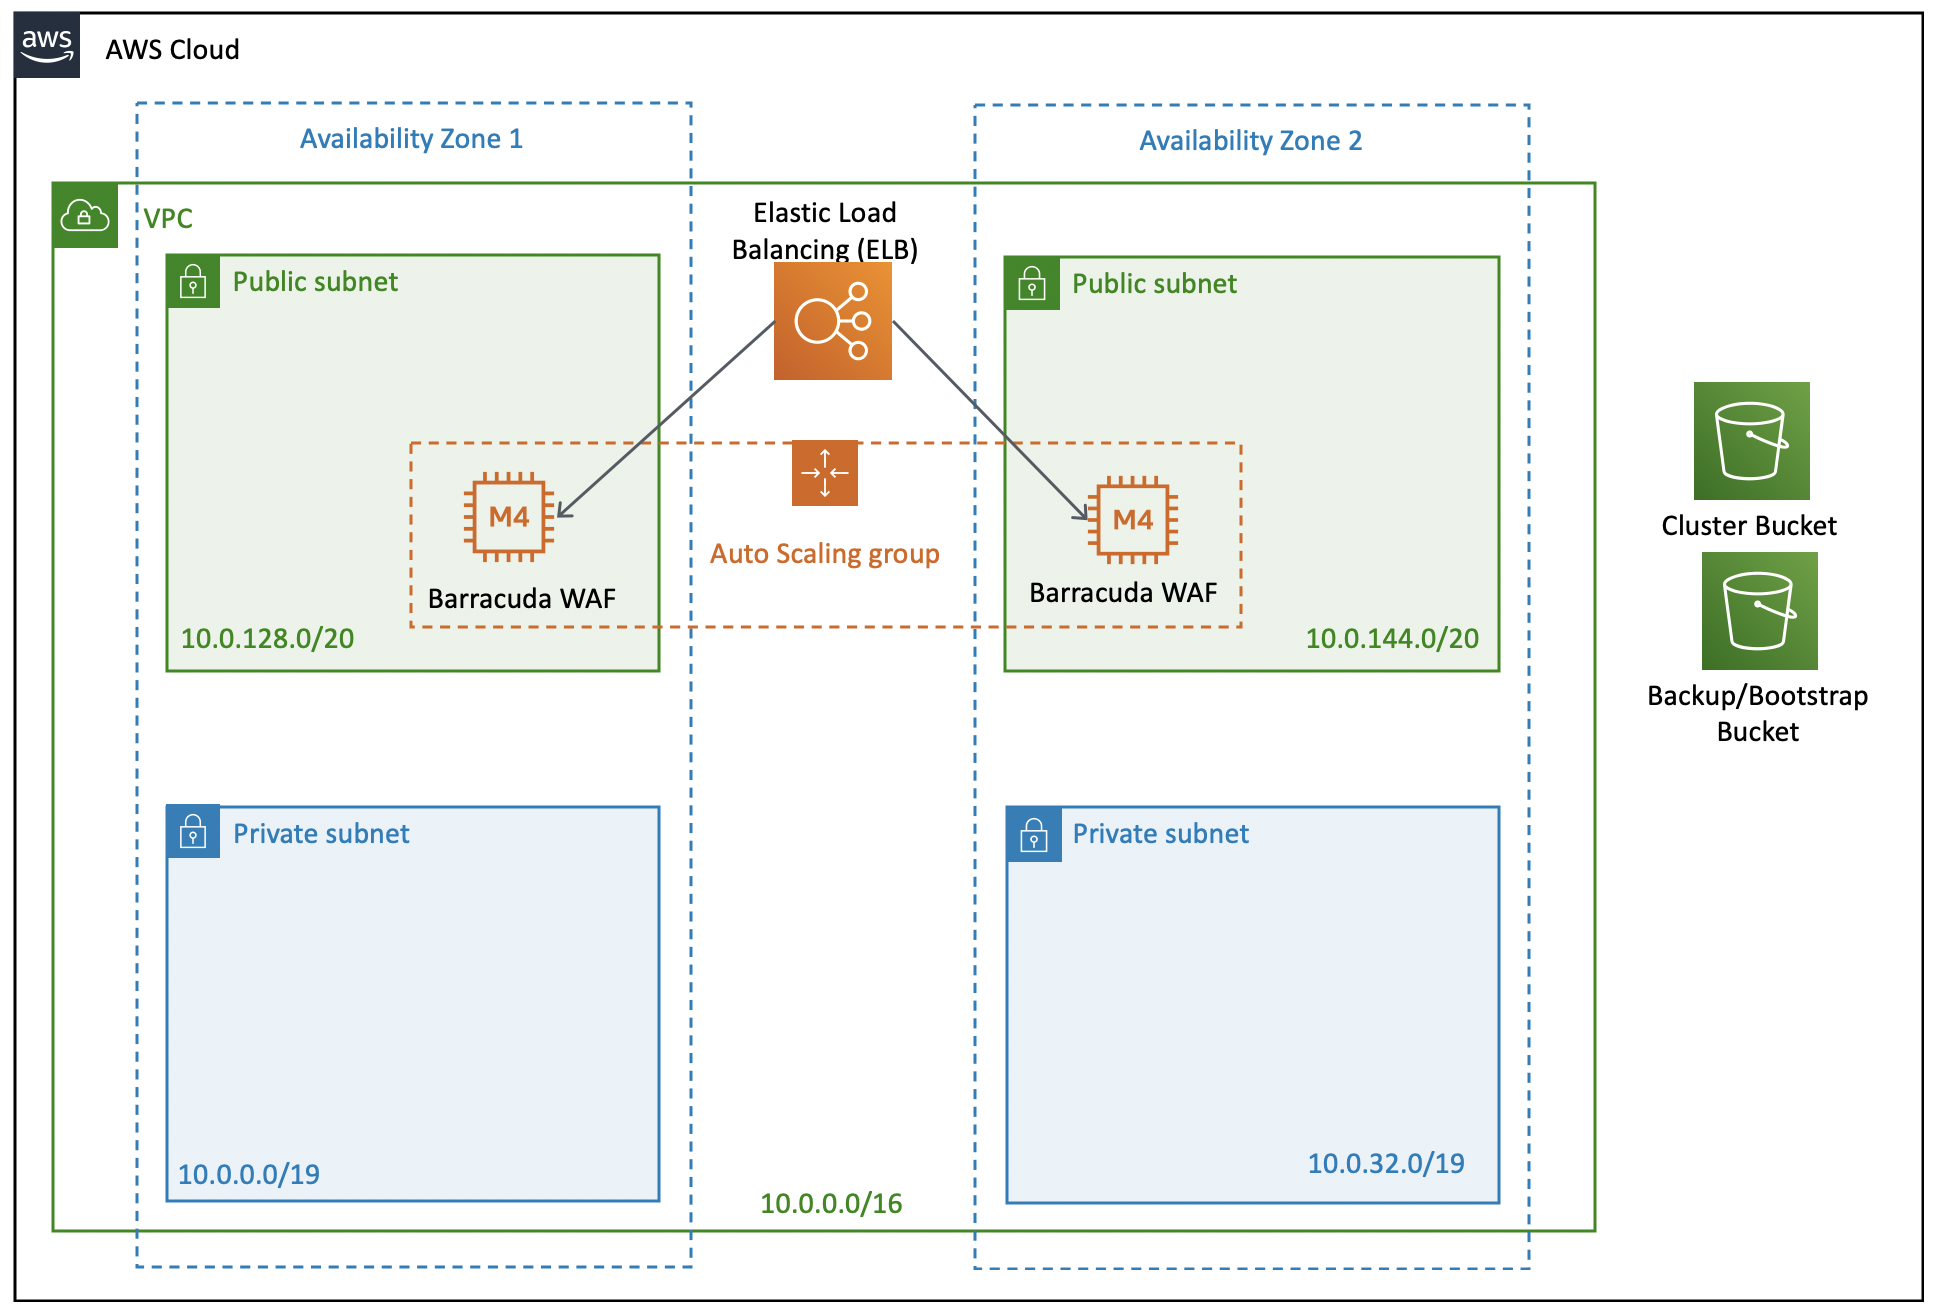 aws
AWS Cloud
Availability Zone 1
Availability Zone 2
VPC
Elastic Load
Balancing (ELB)
Public subnet
Public subnet
M4
M4
Auto Scaling group
Barracuda WAF
Barracuda WAF
10.0.128.0/20
10.0.144.0/20
Cluster Bucket
Backup/Bootstrap
Bucket
Private subnet
Private subnet
10.0.0.0/19
10.0.32.0/19
10.0.0.0/16